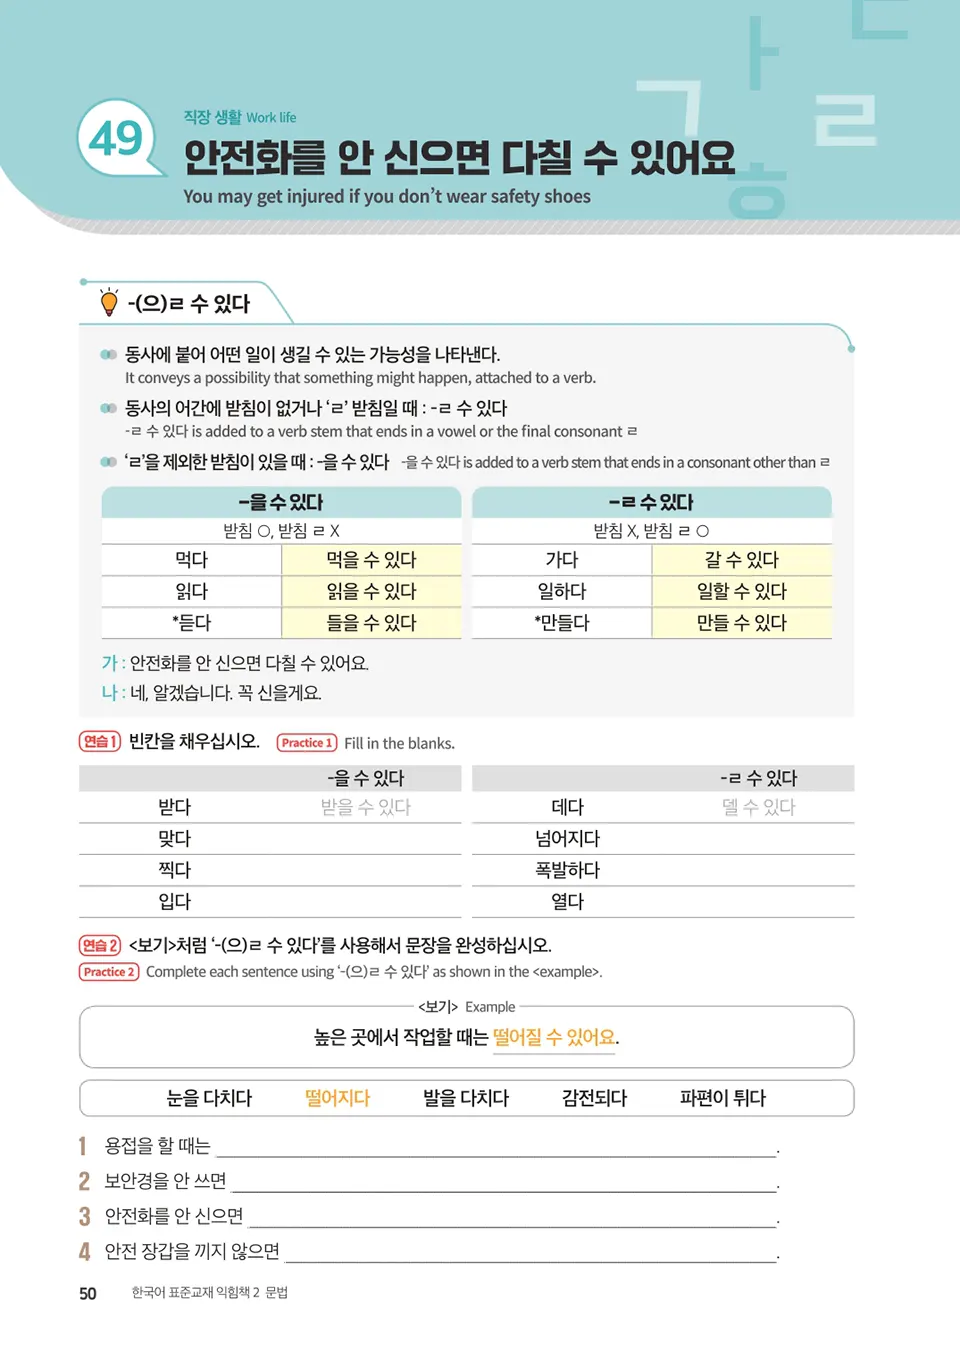 49
직장 생활 Work life
안전화를 안 신으면 다칠 수 있어요
You may get injured if you don't wear safety shoes
ㅏ ㄷ ㄱ ㄹ ㅎ
-(으)ㄹ 수 있다
동사에 붙어 어떤 일이 생길 수 있는 가능성을 나타낸다.
It conveys a possibility that something might happen, attached to a verb.
동사의 어간에 받침이 없거나 'ㄹ' 받침일 때 : -ㄹ 수 있다
-ㄹ 수 있다 is added to a verb stem that ends in a vowel or the final consonant ㄹ
'ㄹ'을 제외한 받침이 있을 때 : -을 수 있다 -을 수 있다 is added to a verb stem that ends in a consonant other than ㄹ
-을 수 있다 -ㄹ 수 있다
받침 ○, 받침 ㄹ X 받침 X, 받침 ㄹ ○
먹다 먹을 수 있다 가다 갈 수 있다
읽다 읽을 수 있다 일하다 일할 수 있다
*듣다 들을 수 있다 *만들다 만들 수 있다
가 : 안전화를 안 신으면 다칠 수 있어요.
나 : 네, 알겠습니다. 꼭 신을게요.
연습 1 빈칸을 채우십시오. Practice 1 Fill in the blanks.
-을 수 있다 -ㄹ 수 있다
받다 받을 수 있다 데다 델 수 있다
맞다 넘어지다
찍다 폭발하다
입다 열다
연습 2 <보기>처럼 '-(으)ㄹ 수 있다'를 사용해서 문장을 완성하십시오.
Practice 2 Complete each sentence using '-(으)ㄹ 수 있다' as shown in the <example>.
<보기> Example
높은 곳에서 작업할 때는 떨어질 수 있어요.
눈을 다치다 떨어지다 발을 다치다 감전되다 파편이 튀다
1 용접을 할 때는 .
2 보안경을 안 쓰면 .
3 안전화를 안 신으면 .
4 안전 장갑을 끼지 않으면 .
50 한국어 표준교재 익힘책 2 문법